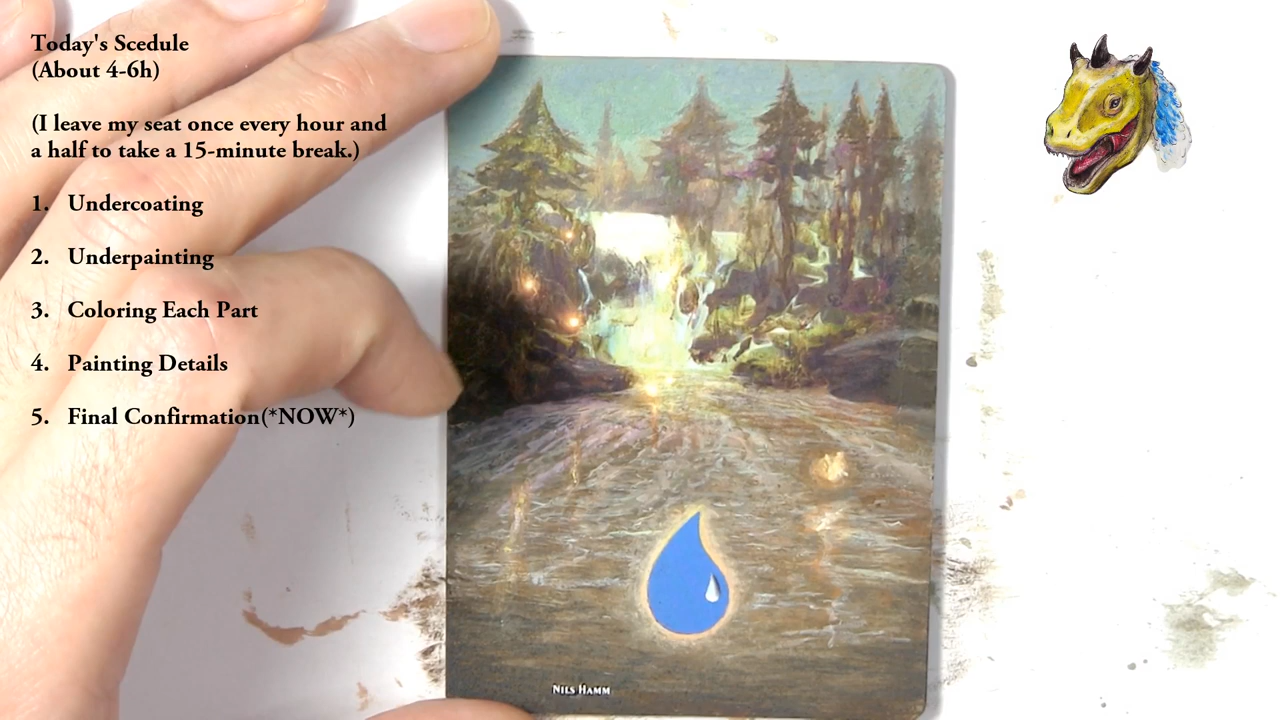 Today's Scedule
(About 4-6h)
(I leave my seat once every hour and
a half to take a 15-minute break.)
1. Undercoating
2. Underpainting
3. Coloring Each Part
4. Painting Details
5. Final Confirmation(*NOW*)
Nils Hamm